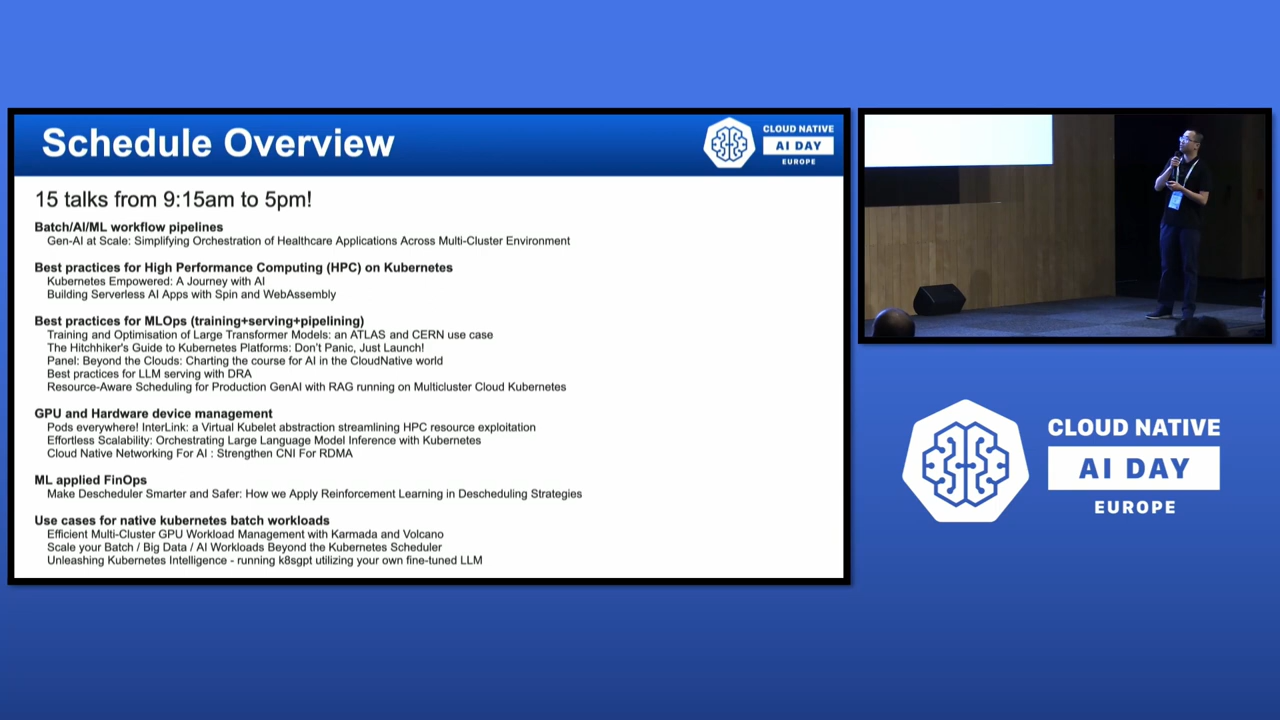 Schedule Overview
CLOUD NATIVE
AI DAY
EUROPE
15 talks from 9:15am to 5pm!
Batch/AI/ML workflow pipelines
Gen-AI at Scale: Simplifying Orchestration of Healthcare Applications Across Multi-Cluster Environment
Best practices for High Performance Computing (HPC) on Kubernetes
Kubernetes Empowered: A Journey with AI
Building Serverless AI Apps with Spin and WebAssembly
Best practices for MLOps (training+serving+pipelining)
Training and Optimisation of Large Transformer Models: an ATLAS and CERN use case
The Hitchhiker's Guide to Kubernetes Platforms: Don't Panic, Just Launch!
Panel: Beyond the Clouds: Charting the course for AI in the CloudNative world
Best practices for LLM serving with DRA
Resource-Aware Scheduling for Production GenAI with RAG running on Multicluster Cloud Kubernetes
GPU and Hardware device management
Pods everywhere! InterLink: a Virtual Kubelet abstraction streamlining HPC resource exploitation
Effortless Scalability: Orchestrating Large Language Model Inference with Kubernetes
Cloud Native Networking For AI : Strengthen CNI For RDMA
ML applied FinOps
Make Descheduler Smarter and Safer: How we Apply Reinforcement Learning in Descheduling Strategies
Use cases for native kubernetes batch workloads
Efficient Multi-Cluster GPU Workload Management with Karmada and Volcano
Scale your Batch / Big Data / AI Workloads Beyond the Kubernetes Scheduler
Unleashing Kubernetes Intelligence - running k8sgpt utilizing your own fine-tuned LLM
CLOUD NATIVE
AI DAY
EUROPE